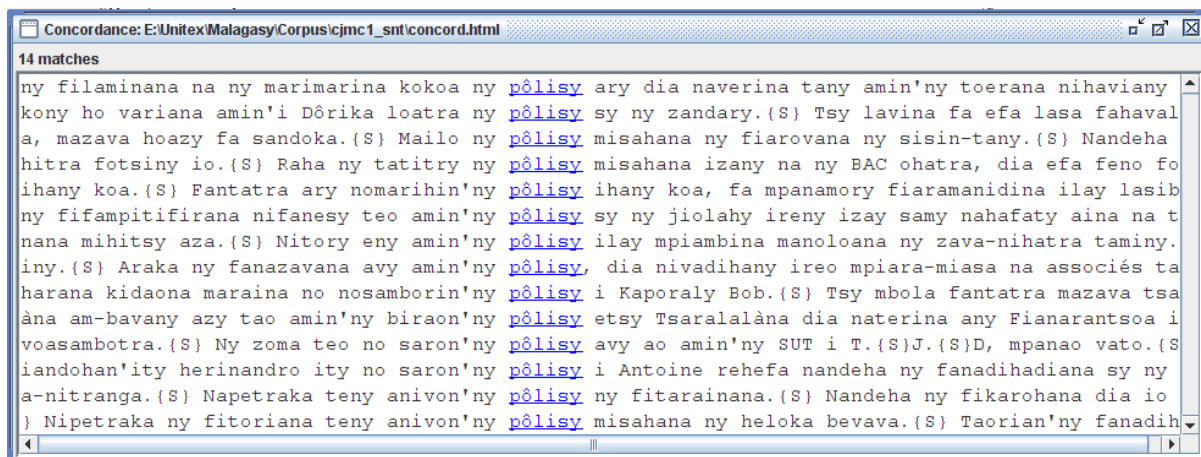 Concordance: E:\Unitex\Malagasy\Corpus\cjmc1_snt\concord.html
14 matches
ny filaminana na ny marimarina kokoa ny pôlisy ary dia naverina tany amin'ny toerana nihaviany
kony ho variana amin'i Dôrika loatra ny pôlisy sy ny zandary.{S} Tsy lavina fa efa lasa fahaval
a, mazava hoazy fa sandoka.{S} Mailo ny pôlisy misahana ny fiarovana ny sisin-tany.{S} Nandeha
hitra fotsiny io.{S} Raha ny tatitry ny pôlisy misahana izany na ny BAC ohatra, dia efa feno fo
ihany koa.{S} Fantatra ary nomarihin'ny pôlisy ihany koa, fa mpanamory fiaramanidina ilay lasib
ny fifampitifirana nifanesy teo amin'ny pôlisy sy ny jiolahy ireny izay samy nahafaty aina na t
nana mihitsy aza.{S} Nitory eny amin'ny pôlisy ilay mpiambina manoloana ny zava-nihatra taminy.
iny.{S} Araka ny fanazavana avy amin'ny pôlisy, dia nivadihany ireo mpiara-miasa na associés ta
harana kidaona maraina no nosamborin'ny pôlisy i Kaporaly Bob.{S} Tsy mbola fantatra mazava tsa
àna am-bavany azy tao amin'ny biraon'ny pôlisy etsy Tsaralalàna dia naterina any Fianarantsoa i
voasambotra.{S} Ny zoma teo no saron'ny pôlisy avy ao amin'ny SUT i T.{S}J.{S}D, mpanao vato.{S
iandohan'ity herinandro ity no saron'ny pôlisy i Antoine rehefa nandeha ny fanadihadiana sy ny
a-nitranga.{S} Napetraka teny anivon'ny pôlisy ny fitarainana.{S} Nandeha ny fikarohana dia io
} Nipetraka ny fitoriana teny anivon'ny pôlisy misahana ny heloka bevava.{S} Taorian'ny fanadih